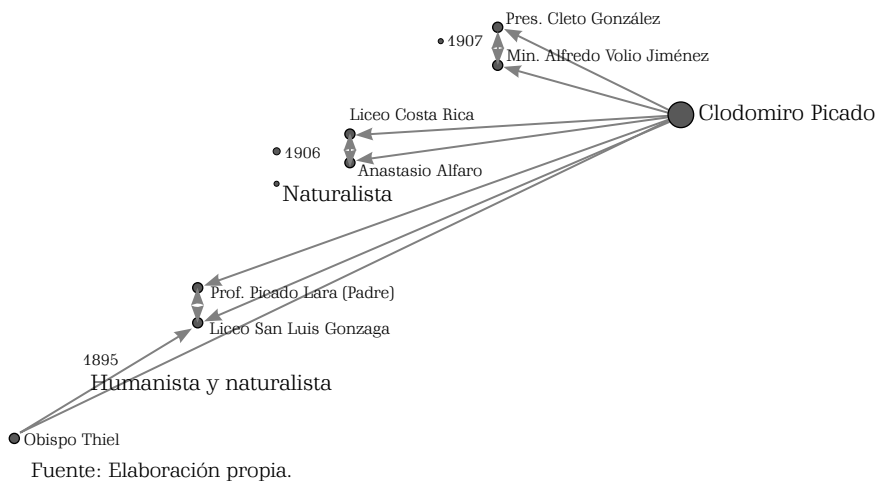 Pres. Cleto González
1907
Min. Alfredo Volio Jiménez
Liceo Costa Rica
Clodomiro Picado
1906
Anastasio Alfaro
Naturalista
Prof. Picado Lara (Padre)
Liceo San Luis Gonzaga
1895
Humanista y naturalista
Obispo Thiel
Fuente: Elaboración propia.